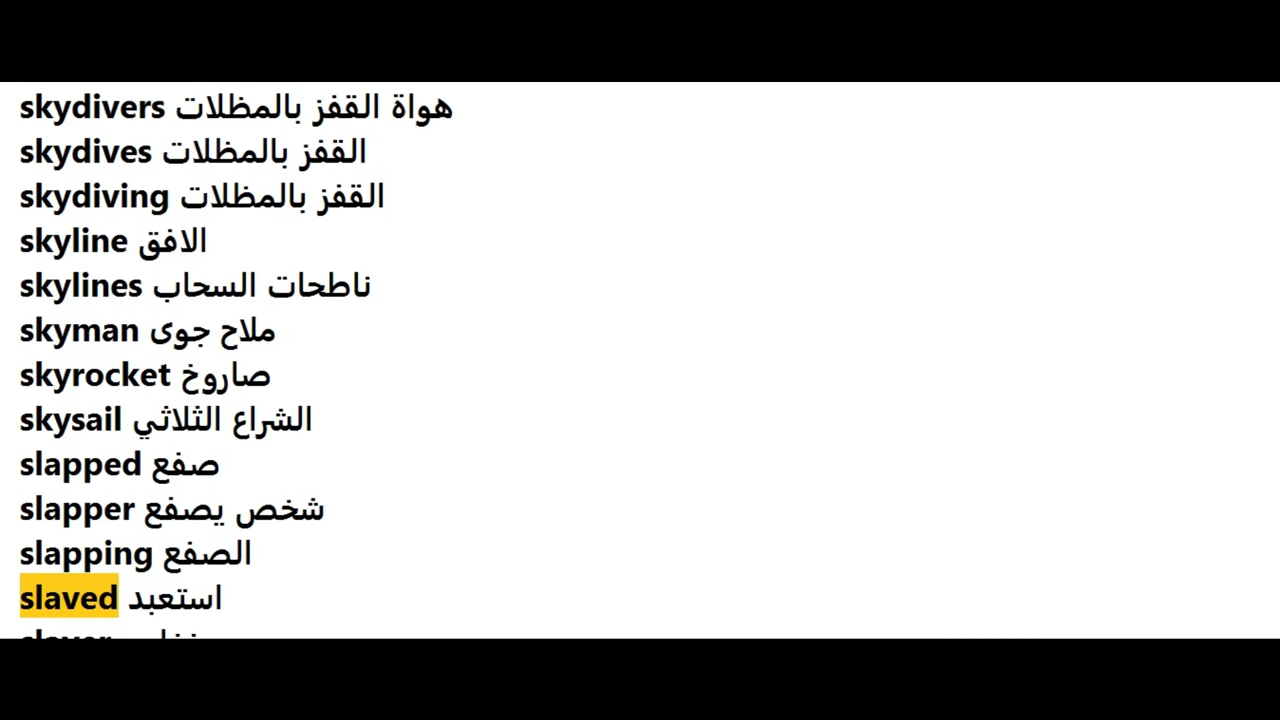 skydivers هواة القفز بالمظلات
skydives القفز بالمظلات
skydiving القفز بالمظلات
skyline الافق
skylines ناطحات السحاب
skyman ملاح جوى
skyrocket صاروخ
skysail الشراع الثلاثي
slapped صفع
slapper شخص يصفع
slapping الصفع
slaved استعبد
slaver